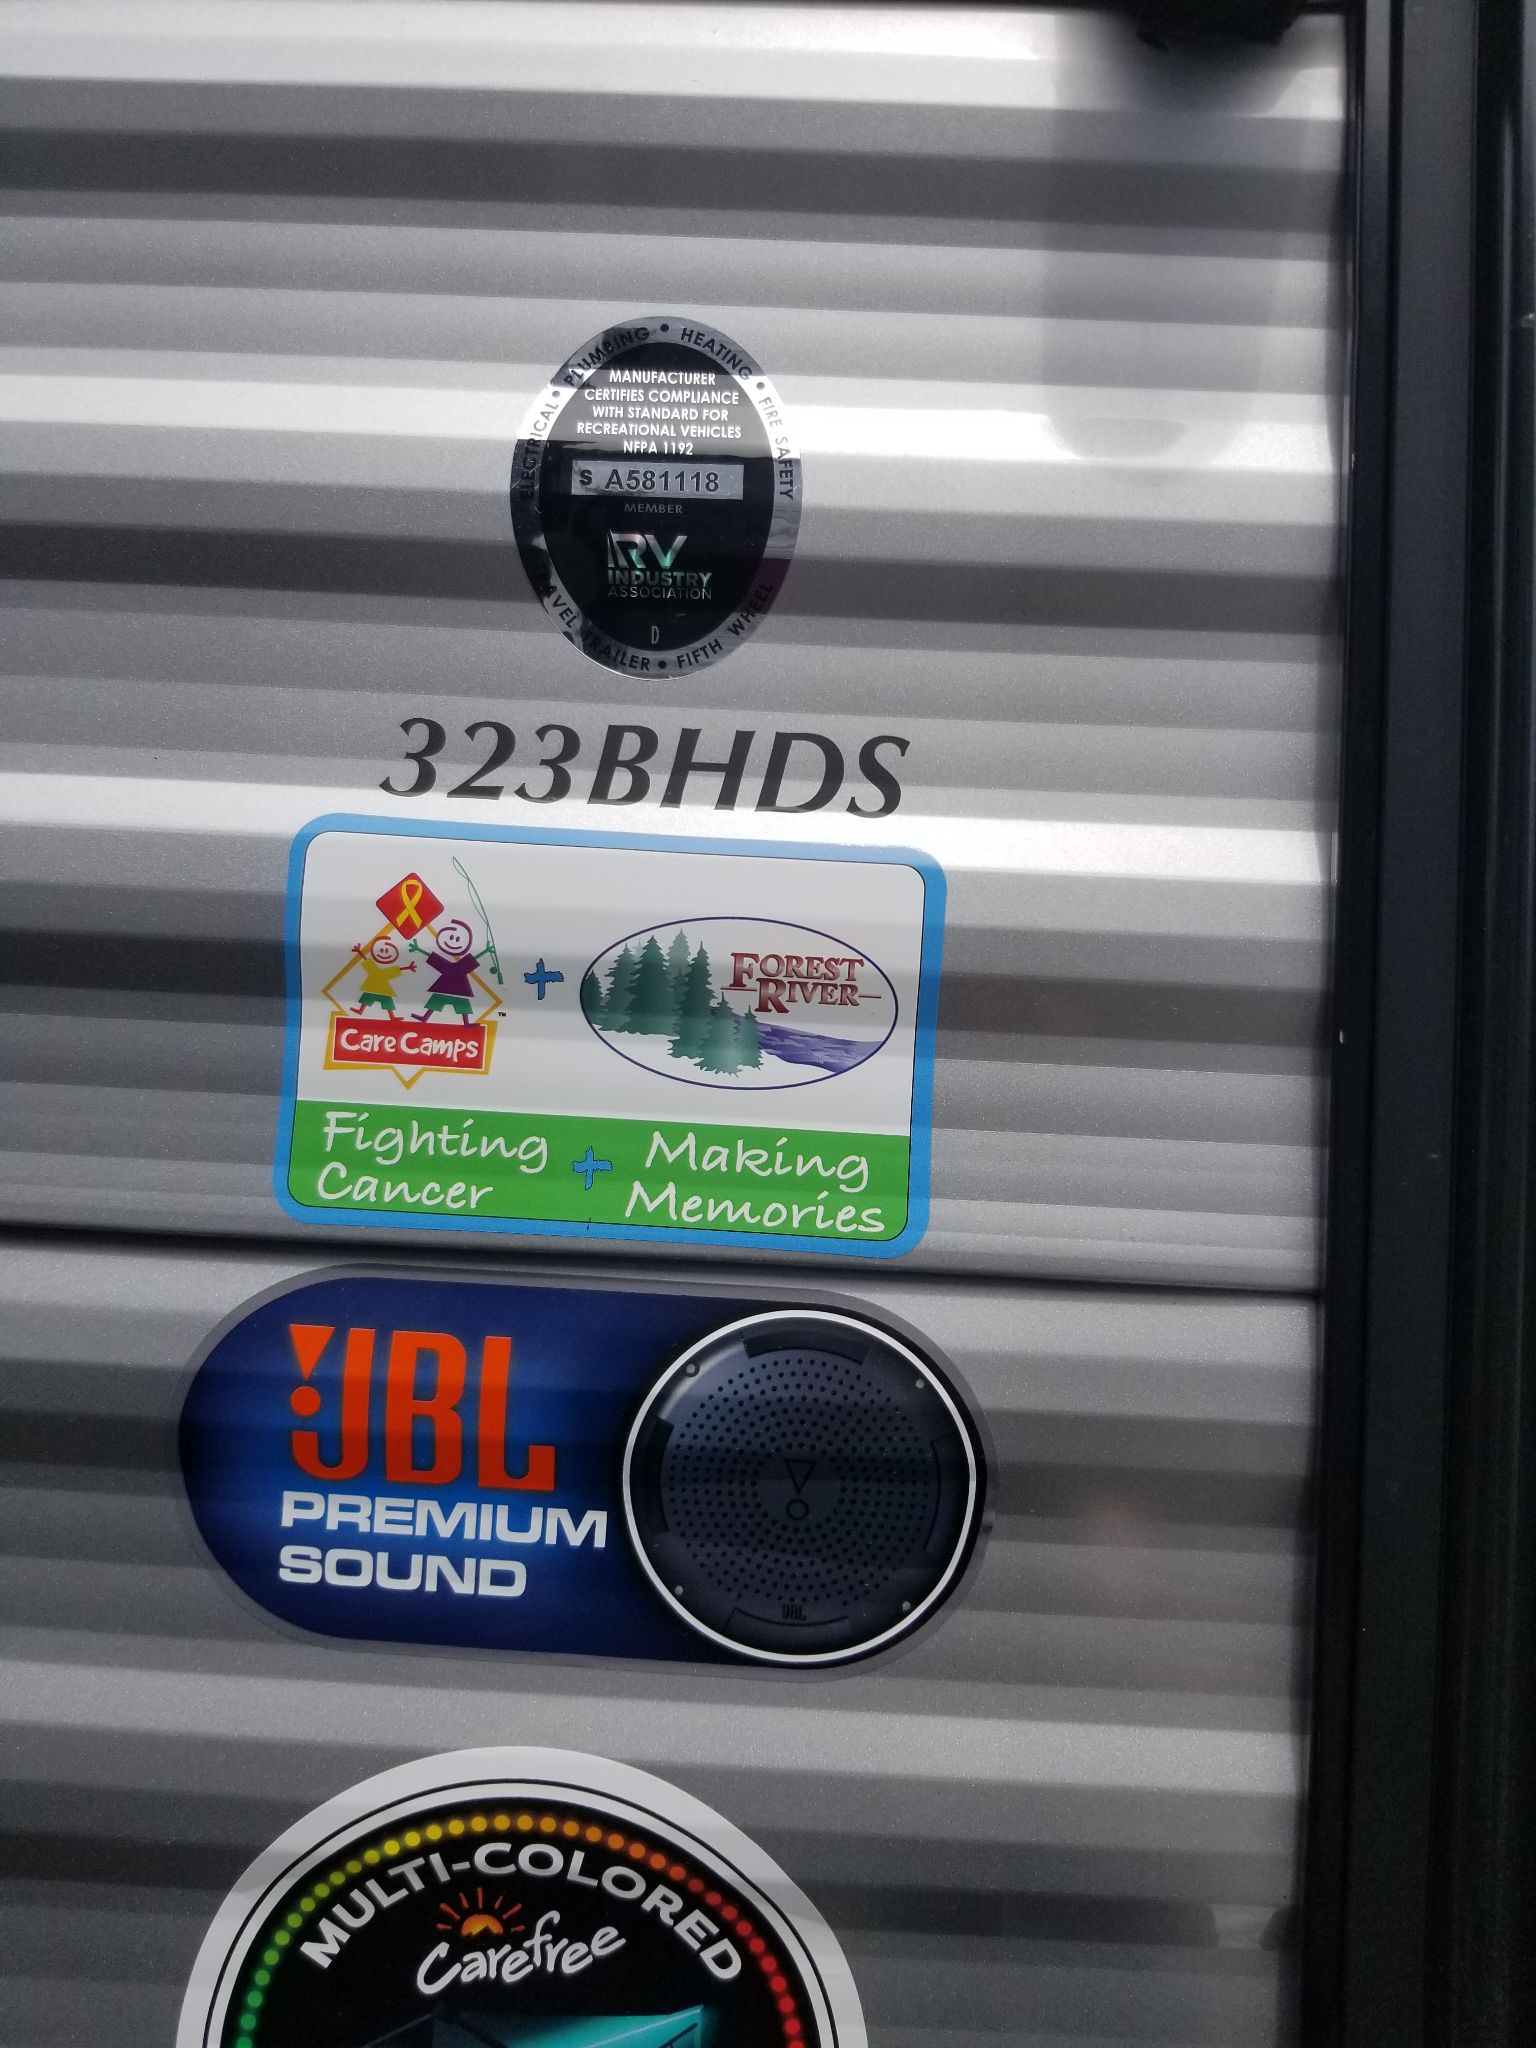 ELECTRICAL • PLUMBING • HEATING • FIRE SAFETY
MANUFACTURER
CERTIFIES COMPLIANCE
WITH STANDARD FOR
RECREATIONAL VEHICLES
NFPA 1192
S A581118
MEMBER
RV
INDUSTRY
ASSOCIATION
D
TRAILER • FIFTH WHEEL
323BHDS
Care Camps
TM
+
FOREST
RIVER
Fighting
Cancer
+
Making
Memories
JBL
PREMIUM
SOUND
JBL
MULTI-COLORED
Carefree